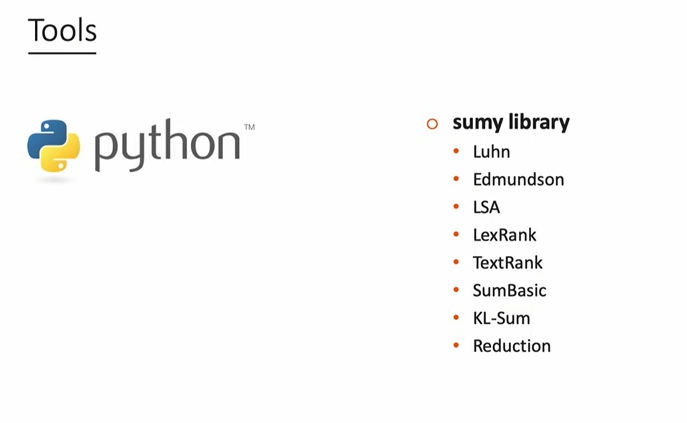 Tools
python™
sumy library
Luhn
Edmundson
LSA
LexRank
TextRank
SumBasic
KL-Sum
Reduction